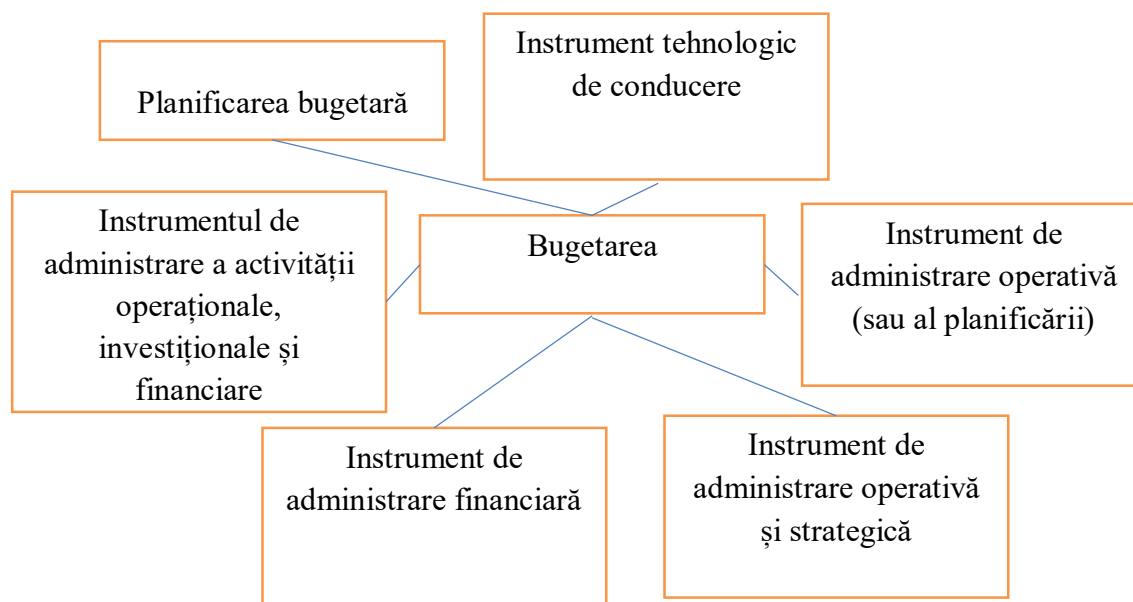 Planificarea bugetară
Instrument tehnologic
de conducere
Instrumentul de
administrare a activității
operaționale,
investiționale și
financiare
Bugetarea
Instrument de
administrare operativă
(sau al planificării)
Instrument de
administrare financiară
Instrument de
administrare operativă
și strategică